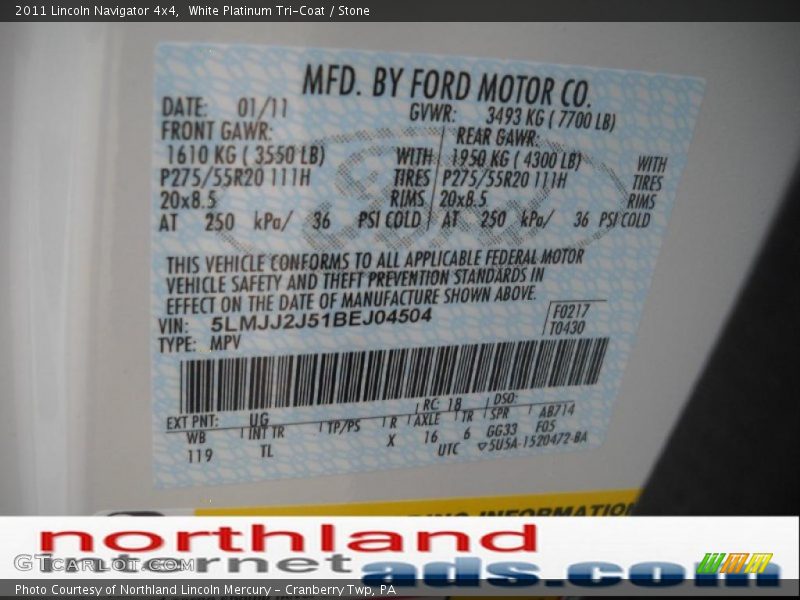 2011 Lincoln Navigator 4x4, White Platinum Tri-Coat / Stone
MFD. BY FORD MOTOR CO.
DATE: 01/11 GVWR: 3493 KG ( 7700 LB)
FRONT GAWR: REAR GAWR:
1610 KG ( 3550 LB) WITH 1950 KG ( 4300 LB) WITH
P275/55R20 111H TIRES P275/55R20 111H TIRES
20x8.5 RIMS 20x8.5 RIMS
AT 250 kPa/ 36 PSI COLD AT 250 kPa/ 36 PSI COLD
THIS VEHICLE CONFORMS TO ALL APPLICABLE FEDERAL MOTOR
VEHICLE SAFETY AND THEFT PREVENTION STANDARDS IN
EFFECT ON THE DATE OF MANUFACTURE SHOWN ABOVE.
VIN: 5LMJJ2J51BEJ04504 F0217
TYPE: MPV T0430
EXT PNT: UG RC: 18 DSO:
WB INT TR TP/PS R AXLE TR SPR AB714
119 TL X 16 6 GG33 F05
UTC ▽5U5A-1520472-BA
INFORMATION
northland
internet
ads.com
GTCARLOT.COM
Photo Courtesy of Northland Lincoln Mercury - Cranberry Twp, PA